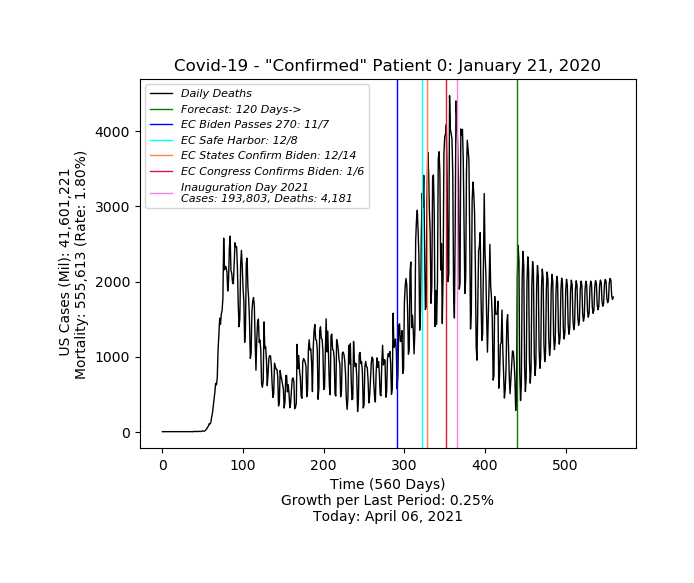 Covid-19 - "Confirmed" Patient 0: January 21, 2020
Daily Deaths
Forecast: 120 Days->
EC Biden Passes 270: 11/7
EC Safe Harbor: 12/8
EC States Confirm Biden: 12/14
EC Congress Confirms Biden: 1/6
Inauguration Day 2021
Cases: 193,803, Deaths: 4,181
US Cases (Mil): 41,601,221
Mortality: 555,613 (Rate: 1.80%)
4000
3000
2000
1000
0
0 100 200 300 400 500
Time (560 Days)
Growth per Last Period: 0.25%
Today: April 06, 2021